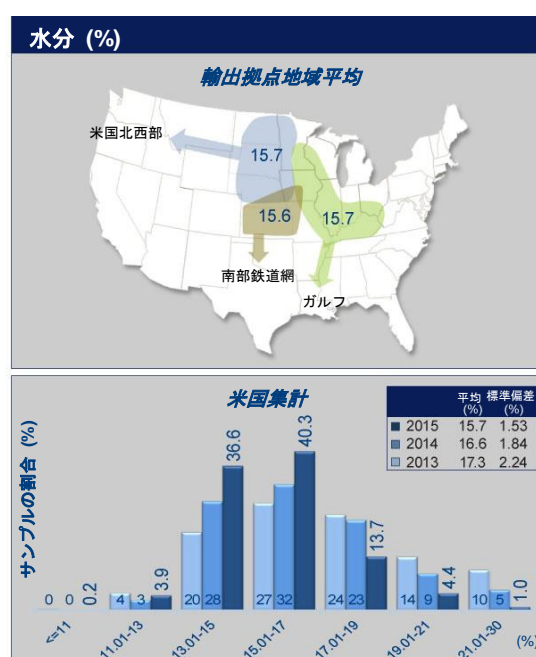 水分 (%)
輸出拠点地域平均
米国北西部
15.7
15.6
15.7
南部鉄道網
ガルフ
米国集計
平均 標準偏差
(%) (%)
2015 15.7 1.53
2014 16.6 1.84
2013 17.3 2.24
サンプルの割合 (%)
0 0 0.2
4 3 3.9
20 28 36.6
27 32 40.3
24 23 13.7
14 9 4.4
10 5 1.0
<=11
11.01-13
13.01-15
15.01-17
17.01-19
19.01-21
21.01-30
(%)